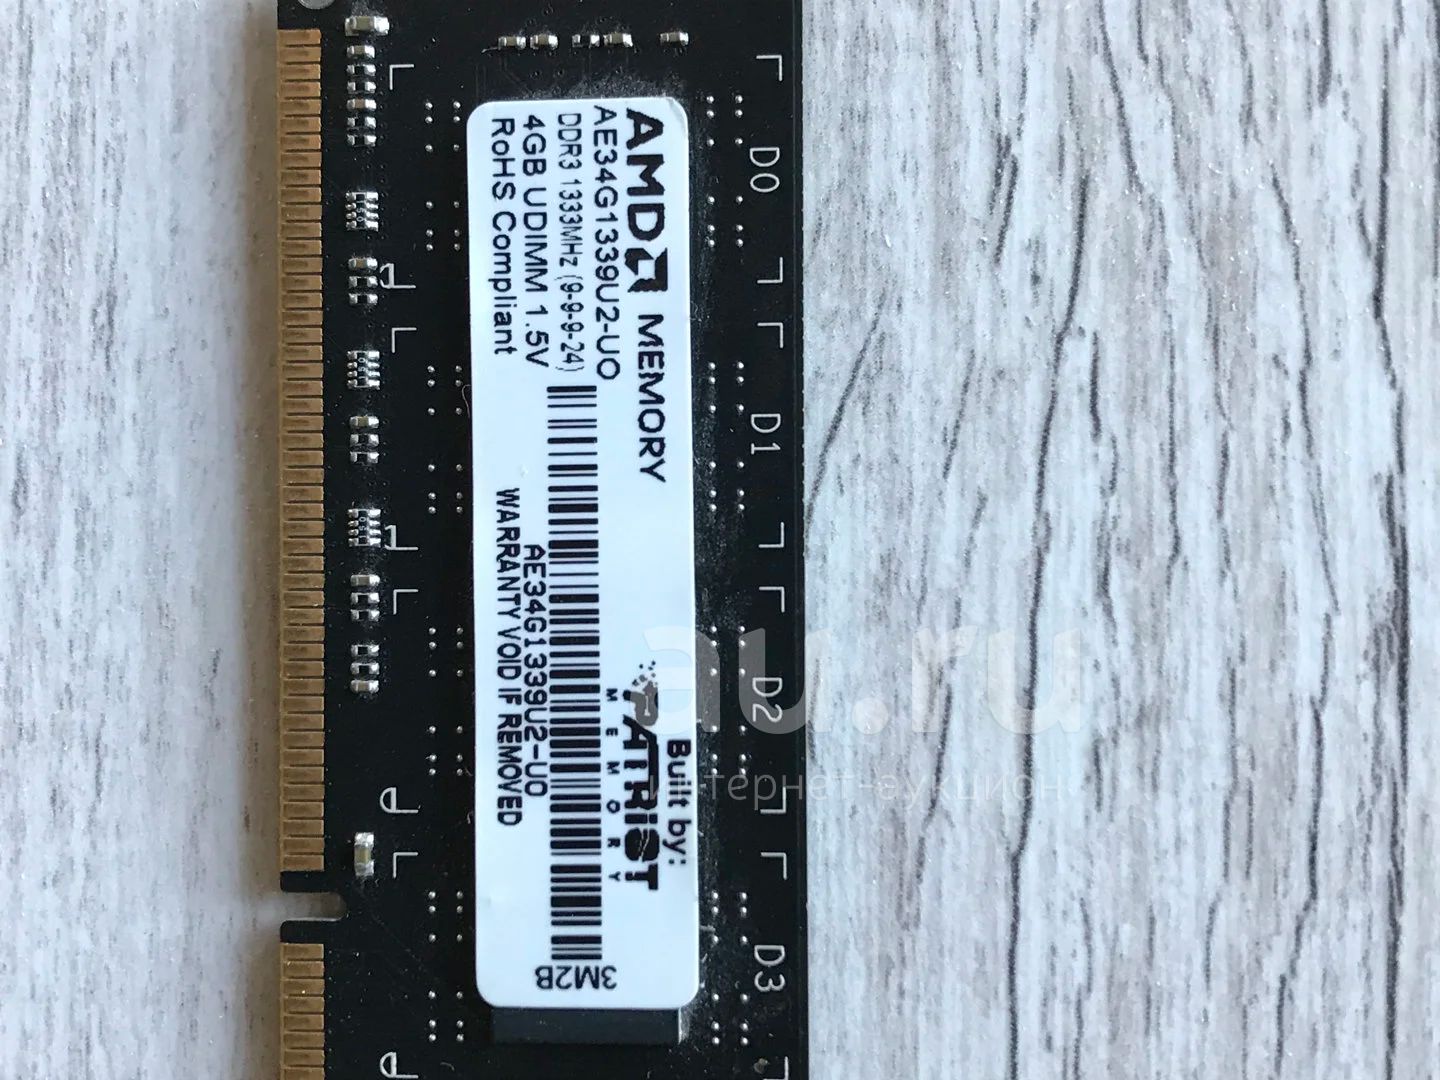 AMD MEMORY
AE34G1339U2-UO
DDR3 1333MHz (9-9-9-24)
4GB UDIMM 1.5V
RoHS Compliant
Built by:
PATRIOT
MEMORY
AE34G1339U2-UO
WARRANTY VOID IF REMOVED
3M2B
D0
D1
D2
D3
au.ru
интернет-аукцион